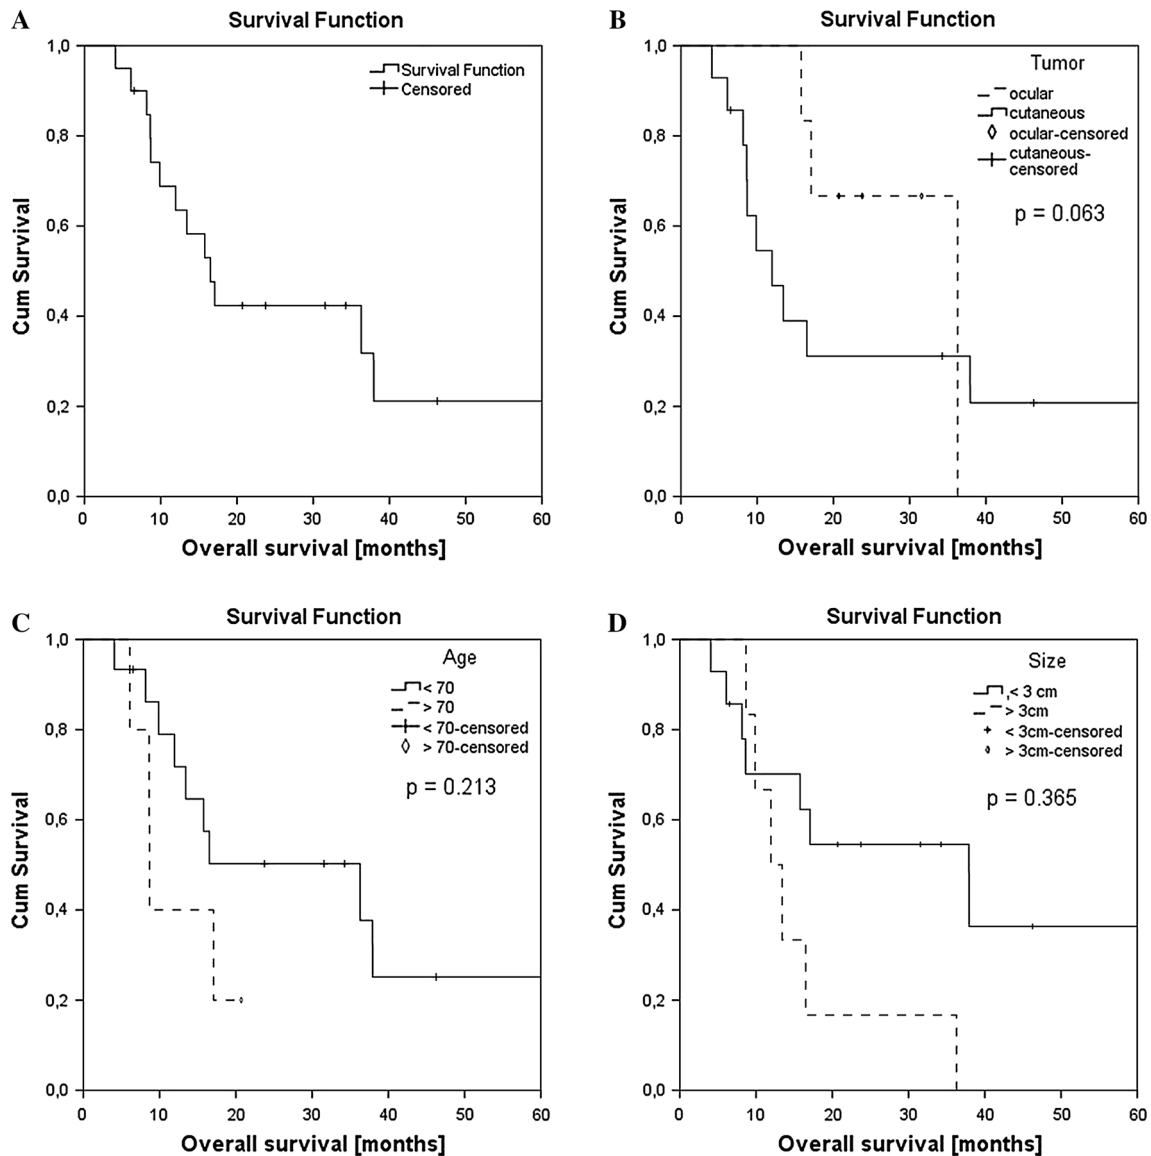 A
Survival Function
Survival Function
Censored
1,0
0,8
0,6
0,4
0,2
0,0
Cum Survival
0 10 20 30 40 50 60
Overall survival [months]
B
Survival Function
Tumor
ocular
cutaneous
ocular-censored
cutaneous-
censored
p = 0.063
1,0
0,8
0,6
0,4
0,2
0,0
Cum Survival
0 10 20 30 40 50 60
Overall survival [months]
C
Survival Function
Age
< 70
> 70
< 70-censored
> 70-censored
p = 0.213
1,0
0,8
0,6
0,4
0,2
0,0
Cum Survival
0 10 20 30 40 50 60
Overall survival [months]
D
Survival Function
Size
< 3 cm
> 3cm
< 3cm-censored
> 3cm-censored
p = 0.365
1,0
0,8
0,6
0,4
0,2
0,0
Cum Survival
0 10 20 30 40 50 60
Overall survival [months]